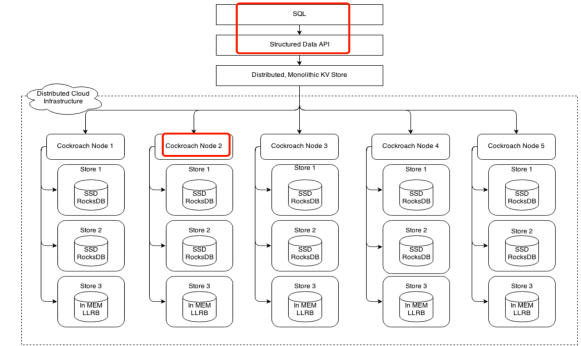 SQL
Structured Data API
Distributed, Monolithic KV Store
Distributed Cloud
Infrastructure
Cockroach Node 1
Cockroach Node 2
Cockroach Node 3
Cockroach Node 4
Cockroach Node 5
Store 1
Store 1
Store 1
Store 1
Store 1
SSD
RocksDB
SSD
RocksDB
SSD
RocksDB
SSD
RocksDB
SSD
RocksDB
Store 2
Store 2
Store 2
Store 2
Store 2
SSD
RocksDB
SSD
RocksDB
SSD
RocksDB
SSD
RocksDB
SSD
RocksDB
Store 3
Store 3
Store 3
Store 3
Store 3
In MEM
LLRB
In MEM
LLRB
In MEM
LLRB
In MEM
LLRB
In MEM
LLRB